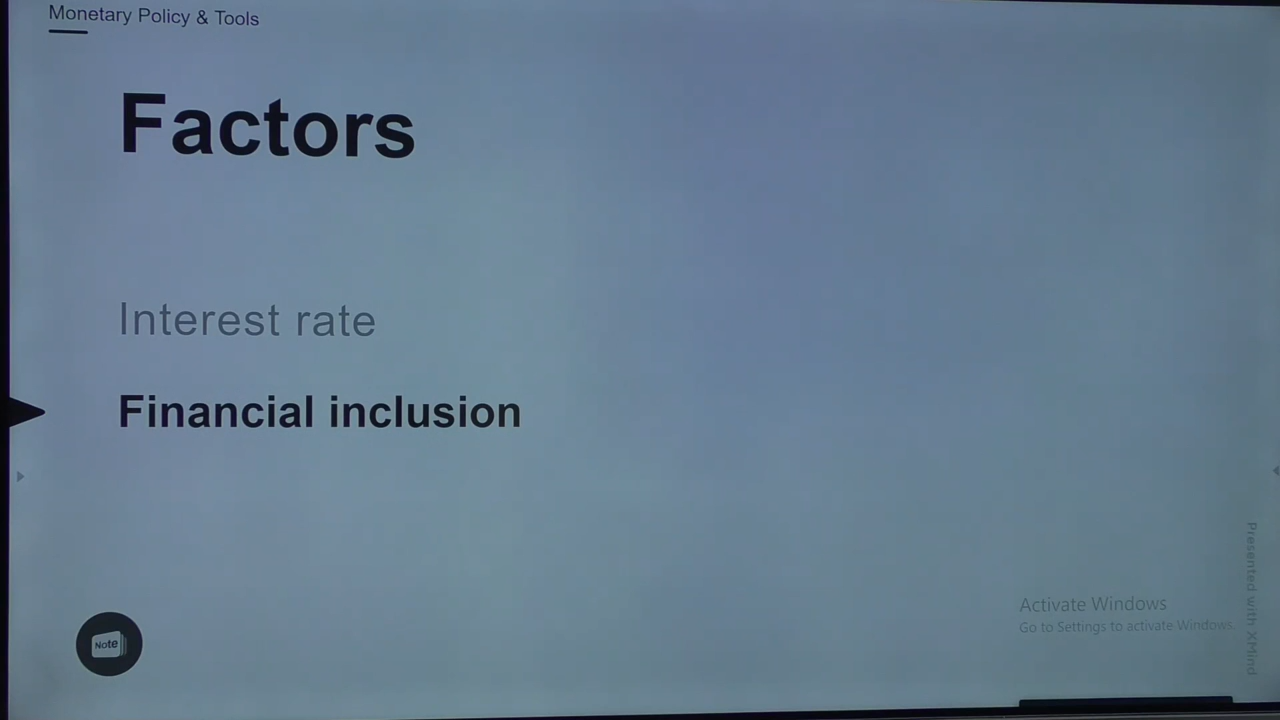 Monetary Policy & Tools
Factors
Interest rate
Financial inclusion
Note
Activate Windows
Go to Settings to activate Windows.
Presented with XMind